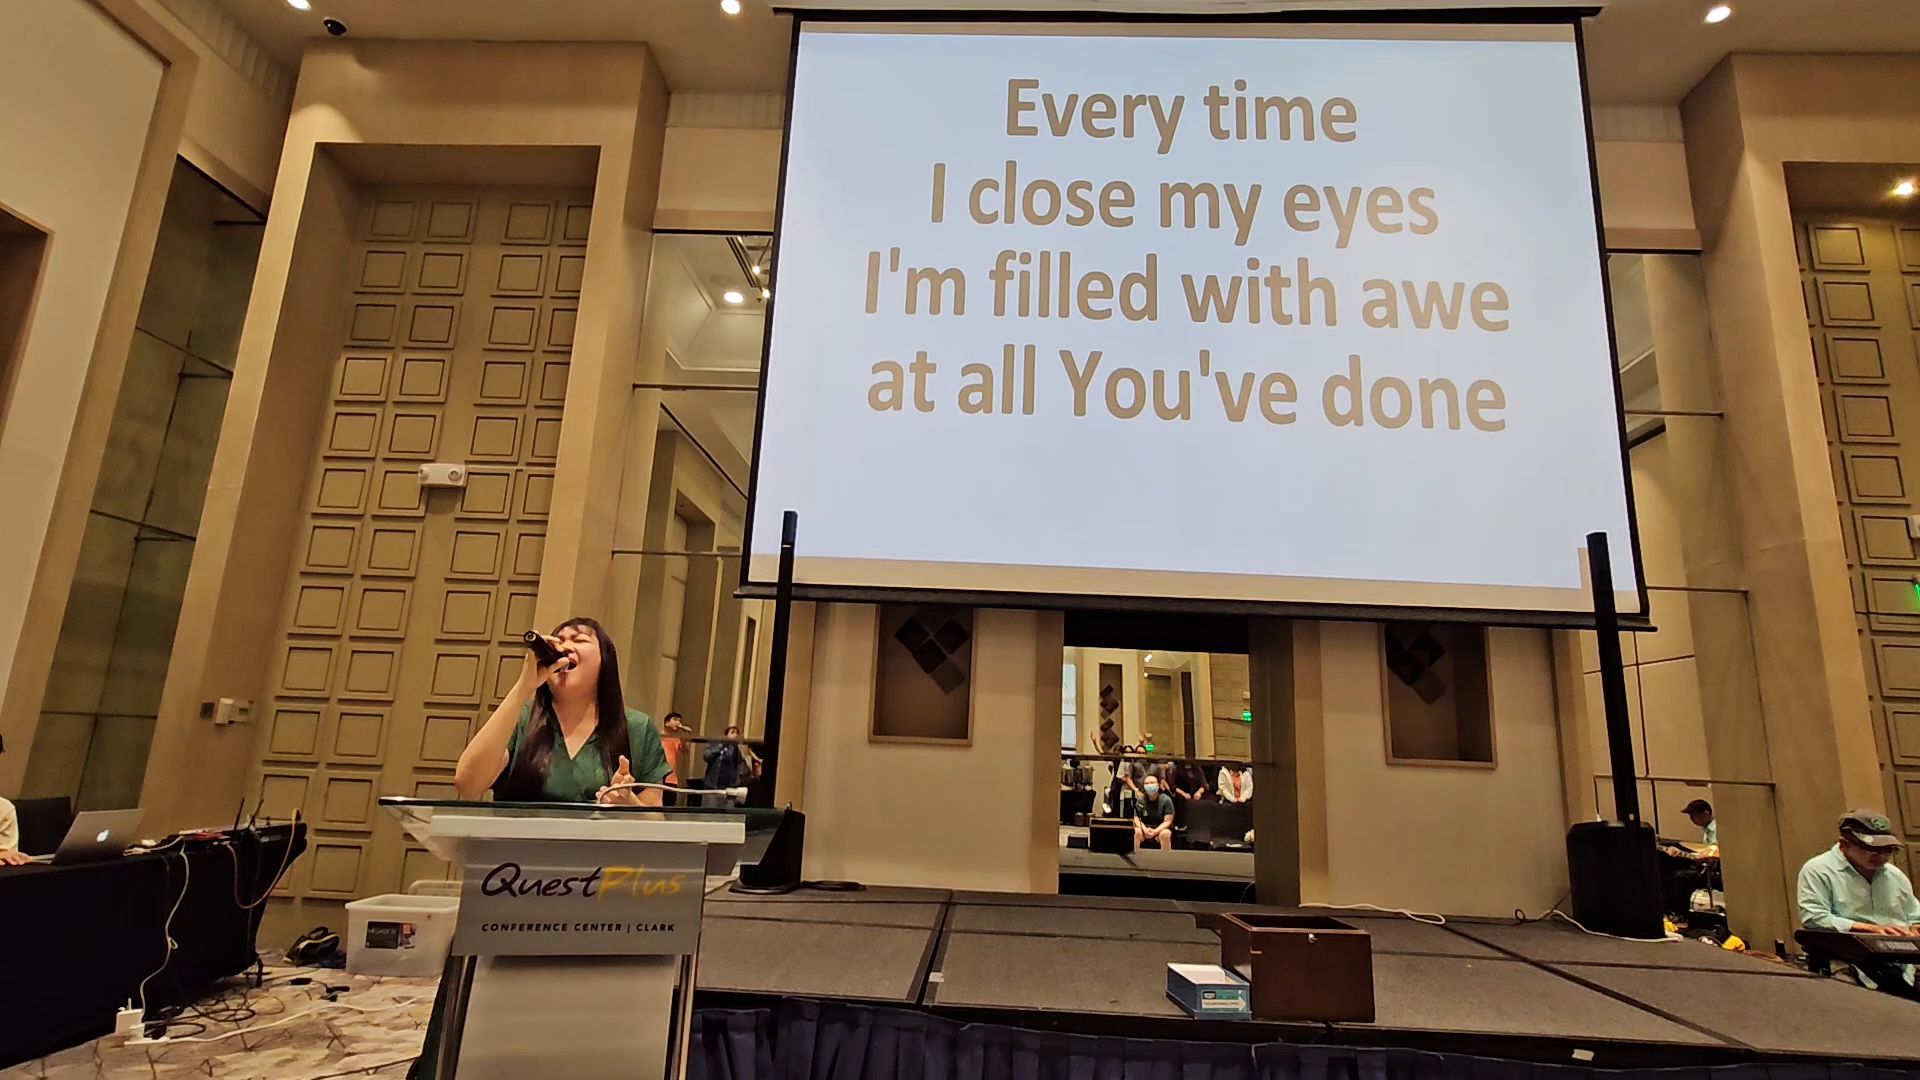 Every time
I close my eyes
I'm filled with awe
at all You've done
QuestPlus
CONFERENCE CENTER | CLARK